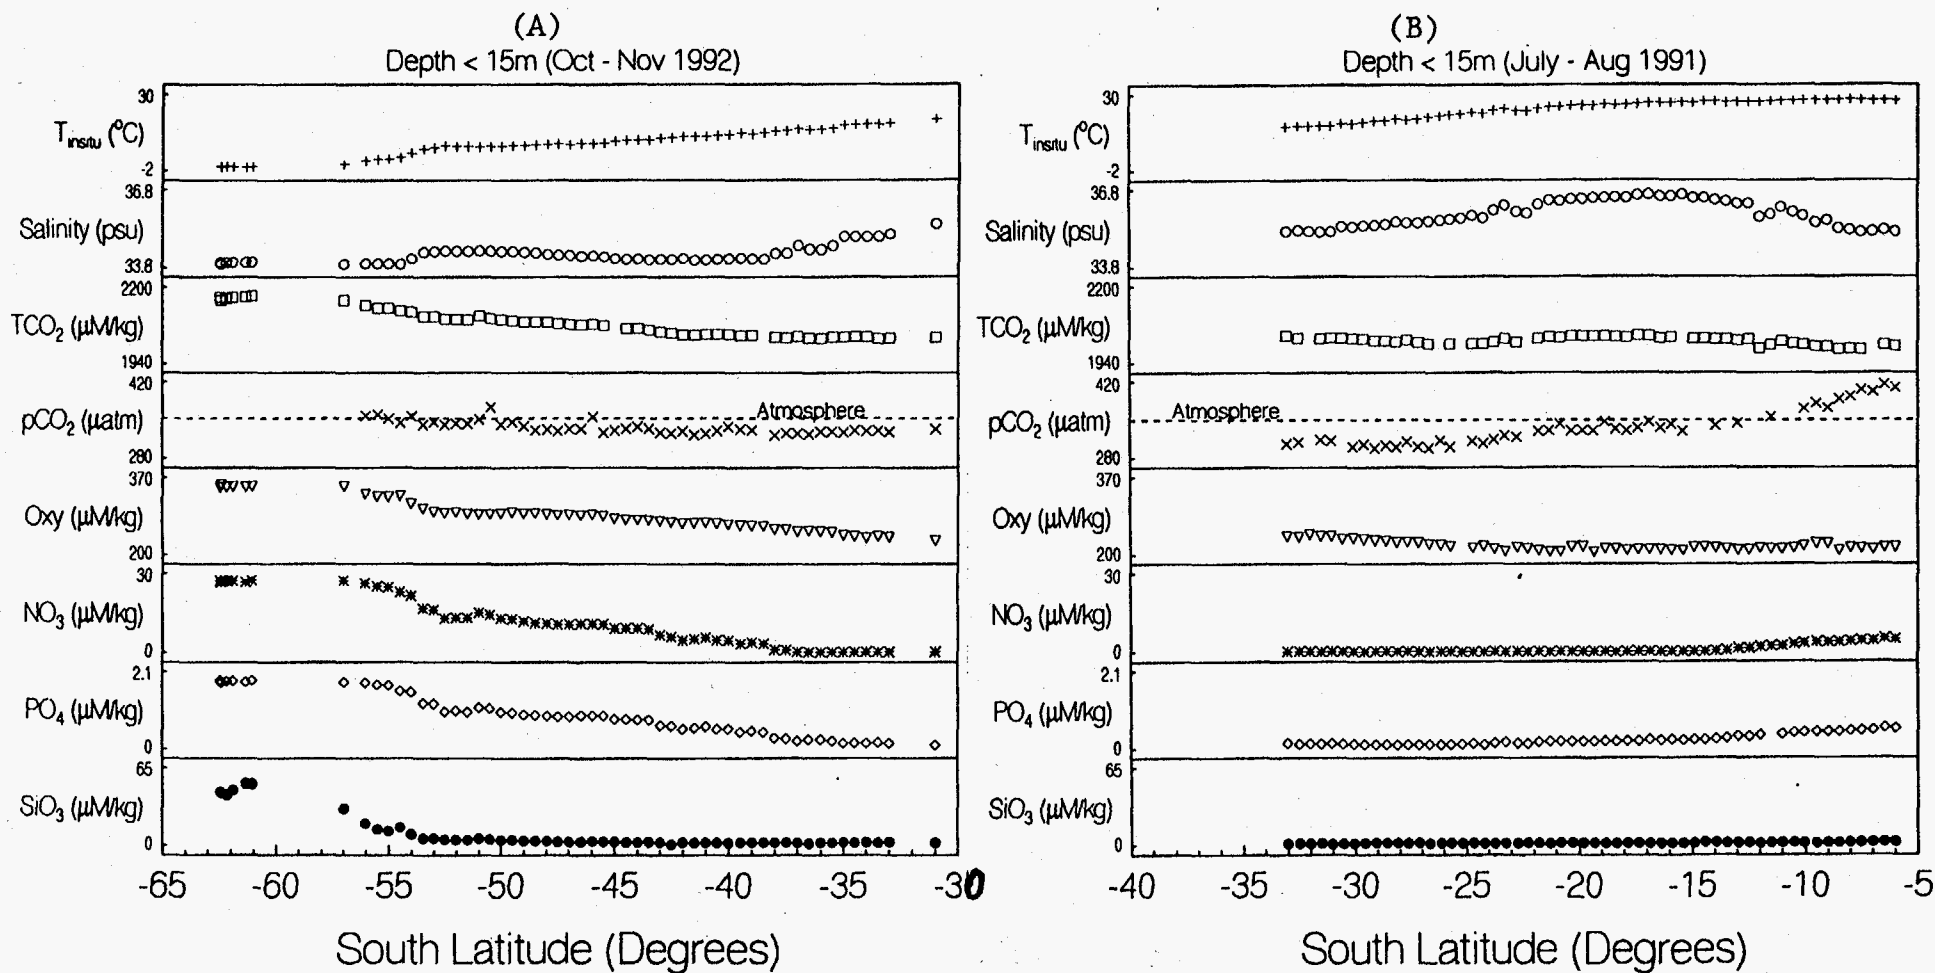 (A)
Depth < 15m (Oct - Nov 1992)
T_insitu (°C)
30
-2
Salinity (psu)
36.8
33.8
TCO₂ (μM/kg)
2200
1940
pCO₂ (μatm)
420
280
Atmosphere
Oxy (μM/kg)
370
200
NO₃ (μM/kg)
30
0
PO₄ (μM/kg)
2.1
0
SiO₃ (μM/kg)
65
0
-65 -60 -55 -50 -45 -40 -35 -30
South Latitude (Degrees)
(B)
Depth < 15m (July - Aug 1991)
T_insitu (°C)
30
-2
Salinity (psu)
36.8
33.8
TCO₂ (μM/kg)
2200
1940
pCO₂ (μatm)
420
280
Atmosphere
Oxy (μM/kg)
370
200
NO₃ (μM/kg)
30
0
PO₄ (μM/kg)
2.1
0
SiO₃ (μM/kg)
65
0
-40 -35 -30 -25 -20 -15 -10 -5
South Latitude (Degrees)